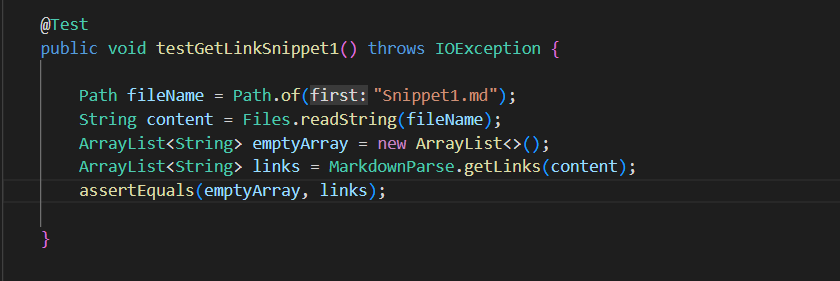 @Test
public void testGetLinkSnippet1() throws IOException {
Path fileName = Path.of(first: "Snippet1.md");
String content = Files.readString(fileName);
ArrayList<String> emptyArray = new ArrayList<>();
ArrayList<String> links = MarkdownParse.getLinks(content);
assertEquals(emptyArray, links);
}